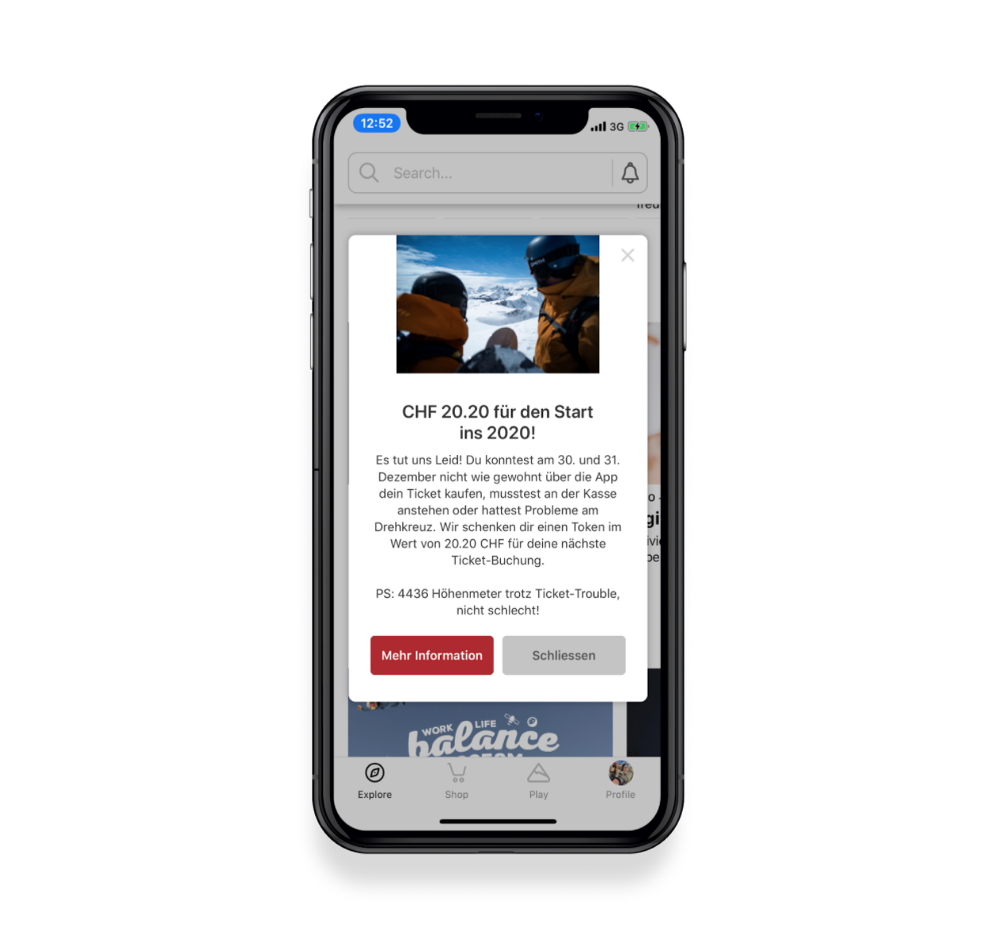 12:52
3G
Search...
CHF 20.20 für den Start
ins 2020!
Es tut uns Leid! Du konntest am 30. und 31.
Dezember nicht wie gewohnt über die App
dein Ticket kaufen, musstest an der Kasse
anstehen oder hattest Probleme am
Drehkreuz. Wir schenken dir einen Token im
Wert von 20.20 CHF für deine nächste
Ticket-Buchung.
PS: 4436 Höhenmeter trotz Ticket-Trouble,
nicht schlecht!
Mehr Information
Schliessen
WORK LIFE
balance
Explore
Shop
Play
Profile